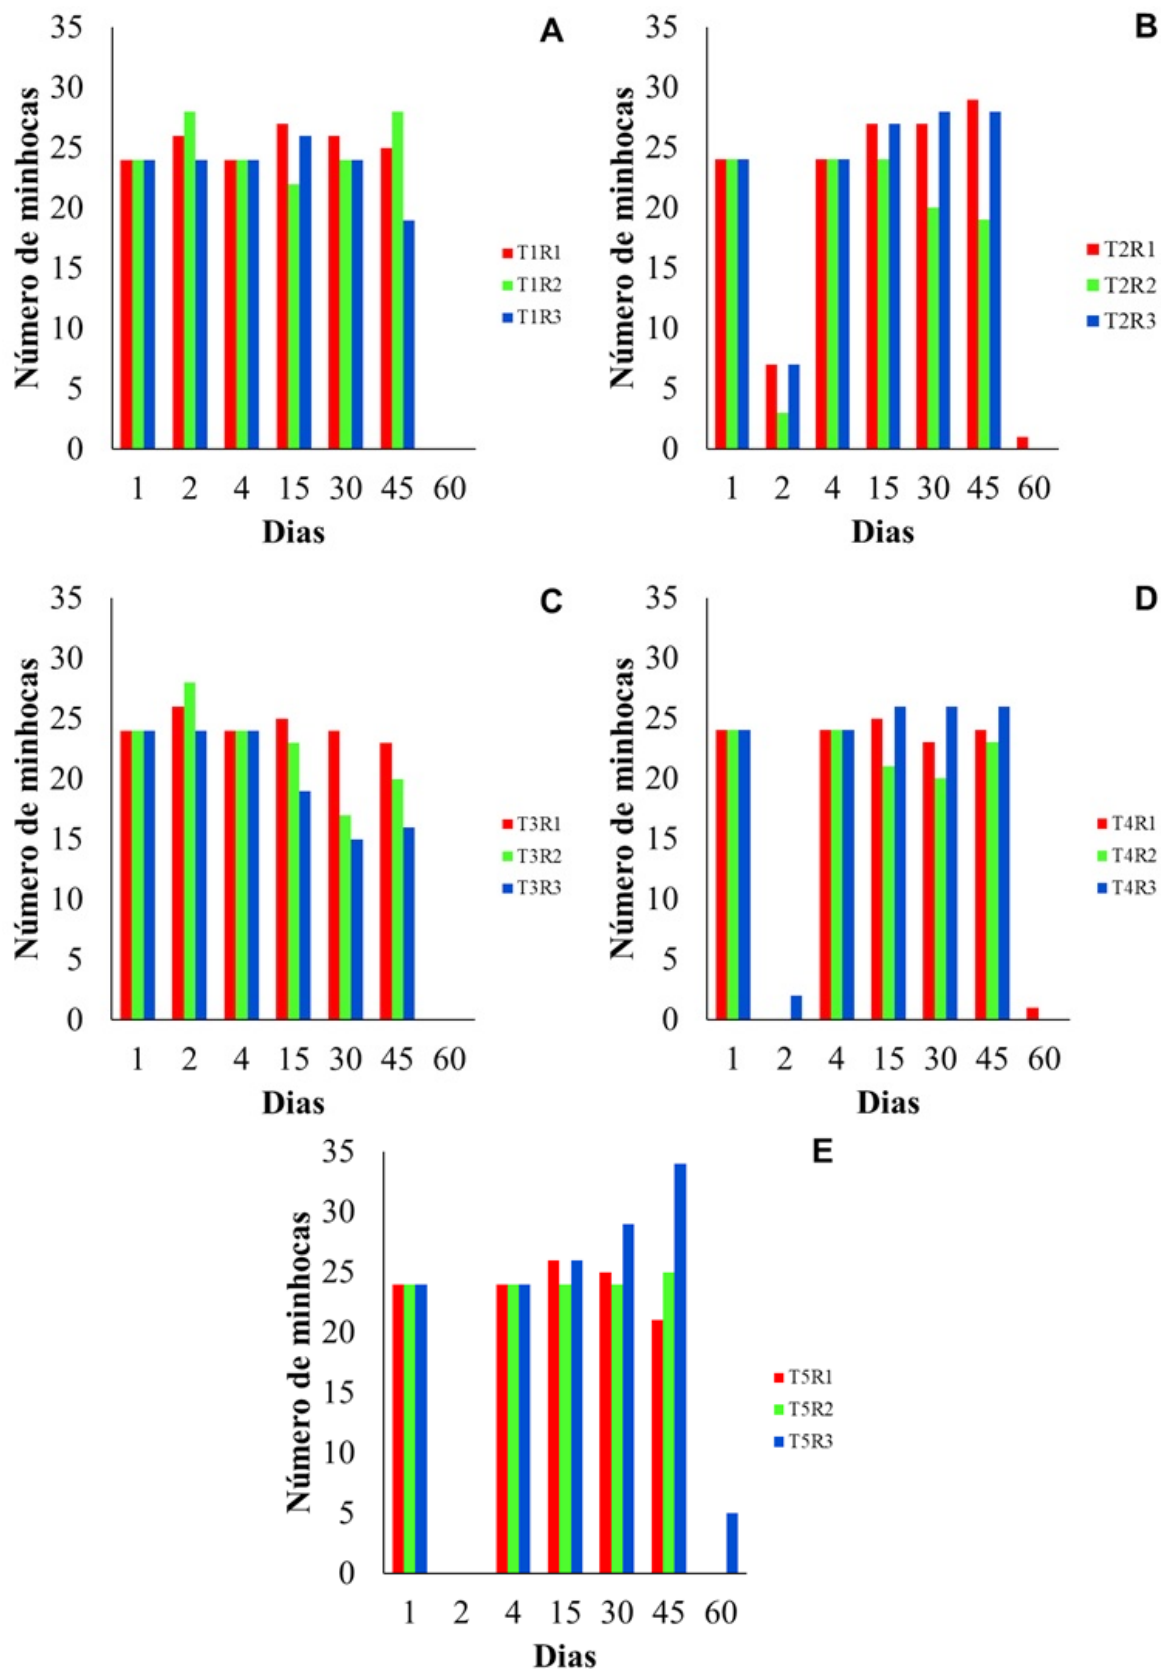 A
35
30
25
20
15
10
5
0
Número de minhocas
1 2 4 15 30 45 60
Dias
T1R1
T1R2
T1R3
B
35
30
25
20
15
10
5
0
Número de minhocas
1 2 4 15 30 45 60
Dias
T2R1
T2R2
T2R3
C
35
30
25
20
15
10
5
0
Número de minhocas
1 2 4 15 30 45 60
Dias
T3R1
T3R2
T3R3
D
35
30
25
20
15
10
5
0
Número de minhocas
1 2 4 15 30 45 60
Dias
T4R1
T4R2
T4R3
E
35
30
25
20
15
10
5
0
Número de minhocas
1 2 4 15 30 45 60
Dias
T5R1
T5R2
T5R3